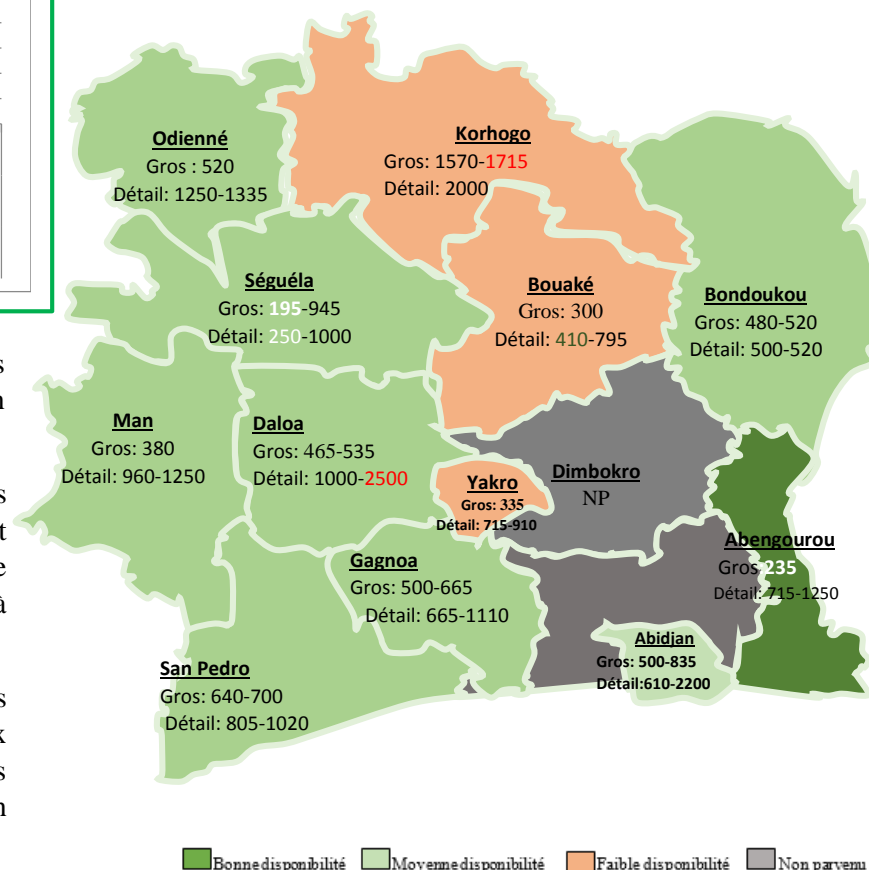 Odienné
Gros : 520
Détail: 1250-1335
Korhogo
Gros: 1570-1715
Détail: 2000
Séguéla
Gros: 195-945
Détail: 250-1000
Bouaké
Gros: 300
Détail: 410-795
Bondoukou
Gros: 480-520
Détail: 500-520
Man
Gros: 380
Détail: 960-1250
Daloa
Gros: 465-535
Détail: 1000-2500
Yakro
Gros: 335
Détail: 715-910
Dimbokro
NP
Abengourou
Gros 235
Détail: 715-1250
Gagnoa
Gros: 500-665
Détail: 665-1110
Abidjan
Gros: 500-835
Détail:610-2200
San Pedro
Gros: 640-700
Détail: 805-1020
s
n
s
t
e
à
s
x
s
n
Bonne disponibilité Moyenne disponibilité Faible disponibilité Non parvenu